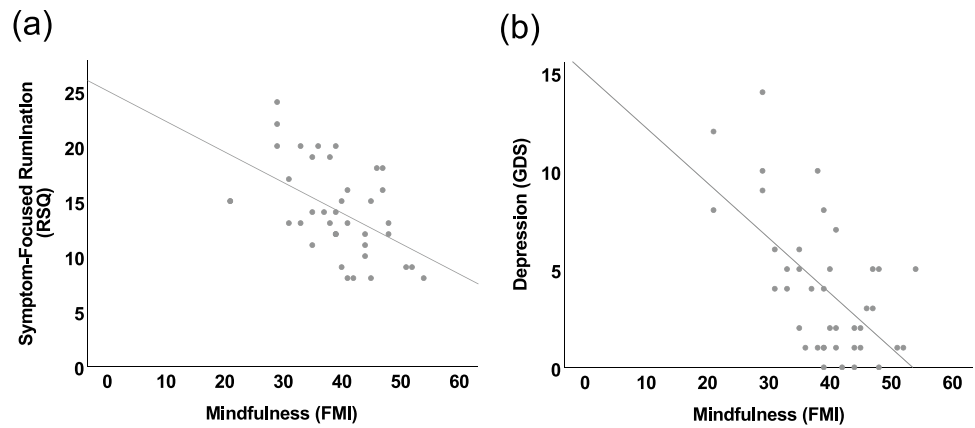 (a)
25
20
15
10
5
0
Symptom-Focused RumInation
(RSQ)
0 10 20 30 40 50 60
Mindfulness (FMI)
(b)
15
10
5
0
Depression (GDS)
0 10 20 30 40 50 60
Mindfulness (FMI)